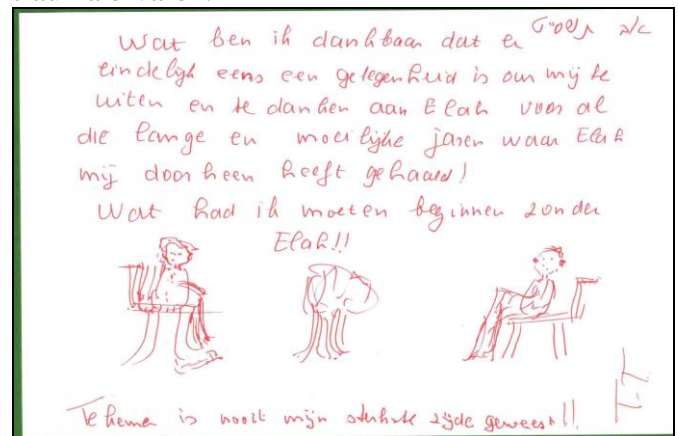 Wat ben ik dankbaar dat er
eindelijk eens een gelegenheid is om mij te
uiten en te danken aan Elah voor al
die lange en moeilijke jaren waar Elah
mij doorheen heeft gehaald!
Wat had ik moeten beginnen zonder
Elah!!
Tekenen is nooit mijn sterkste zijde geweest!!